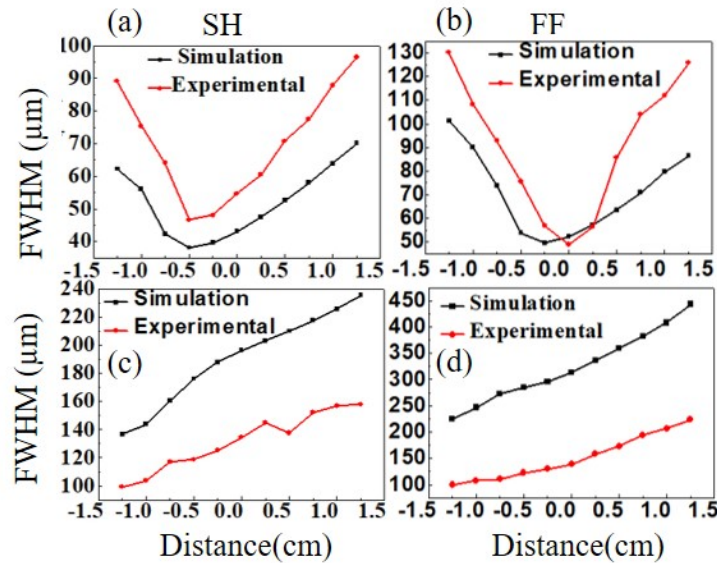 (a) SH (b) FF
100
90
80
70
60
50
40
Simulation
Experimental
-1.5 -1.0 -0.5 0.0 0.5 1.0 1.5
130
120
110
100
90
80
70
60
50
Simulation
Experimental
-1.5 -1.0 -0.5 0.0 0.5 1.0 1.5
FWHM (µm)
240
220
200
180
160
140
120
100
Simulation
Experimental
(c)
-1.5 -1.0 -0.5 0.0 0.5 1.0 1.5
450
400
350
300
250
200
150
100
Simulation
Experimental
(d)
-1.5 -1.0 -0.5 0.0 0.5 1.0 1.5
FWHM (µm)
Distance(cm) Distance(cm)